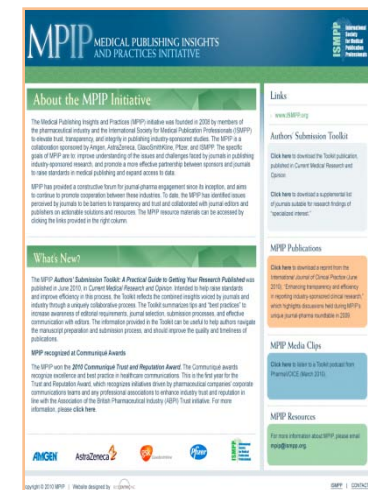 MPIP MEDICAL PUBLISHING INSIGHTS
AND PRACTICES INITIATIVE
ISMPP
International
Society
for Medical
Publication
Professionals
About the MPIP Initiative
The Medical Publishing Insights and Practices (MPIP) initiative was founded in 2008 by members of
the pharmaceutical industry and the International Society for Medical Publication Professionals (ISMPP)
to elevate trust, transparency, and integrity in publishing industry-sponsored studies. The MPIP is a
collaboration sponsored by Amgen, AstraZeneca, GlaxoSmithKline, Pfizer, and ISMPP. The specific
goals of MPIP are to: improve understanding of the issues and challenges faced by journals in publishing
industry-sponsored research, and promote a more effective partnership between sponsors and journals
to raise standards in medical publishing and expand access to data.
MPIP has provided a constructive forum for pharma-journal engagement since its inception, and aims
to continue to promote cooperation between these industries. To date, the MPIP has identified issues
perceived by journals to be barriers to transparency and trust and collaborated with journal editors and
publishers on actionable solutions and resources. The MPIP resource materials can be accessed by
clicking the links provided in the right column.
What's New?
The MPIP Authors' Submission Toolkit: A Practical Guide to Getting Your Research Published was
published in June 2010, in Current Medical Research and Opinion. Intended to help raise standards
and improve efficiency in this process, the Toolkit reflects the combined insights voiced by journals and
industry through a uniquely collaborative process. The Toolkit summarizes tips and "best practices" to
increase awareness of editorial requirements, journal selection, submission processes, and effective
communication with editors. The information provided in the Toolkit can be useful to help authors navigate
the manuscript preparation and submission process, and should improve the quality and timeliness of
publications.
MPIP recognized at Communiqué Awards
The MPIP won the 2010 Communiqué Trust and Reputation Award. The Communiqué awards
recognize excellence and best practice in healthcare communications. This is the first year for the
Trust and Reputation Award, which recognizes initiatives driven by pharmaceutical companies' corporate
communications teams and any professional associations to enhance industry trust and reputation in
line with the Association of the British Pharmaceutical Industry (ABPI) Trust initiative. For more
information, please click here.
AMGEN AstraZeneca gsk GlaxoSmithKline Pfizer ISMPP
Links
www.ISMPP.org
Authors' Submission Toolkit
Click here to download the Toolkit publication,
published in Current Medical Research and
Opinion.
Click here to download a supplemental list
of journals suitable for research findings of
"specialized interest."
MPIP Publications
Click here to download a reprint from the
International Journal of Clinical Practice (June
2010), "Enhancing transparency and efficiency
in reporting industry-sponsored clinical research,"
which highlights discussions held during MPIP's
unique journal-pharma roundtable in 2009.
MPIP Media Clips
Click here to listen to a Toolkit podcast from
PharmaVOICE (March 2010).
MPIP Resources
For more information about MPIP, please email
mpip@ismpp.org.
opyright © 2010 MPIP | Website designed by
ISMPP | CONTACT